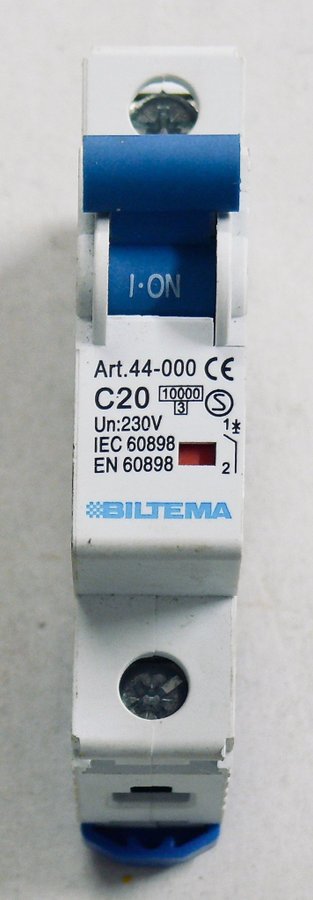 I·ON
Art.44-000 CE
C20 10000 S
3
Un:230V 1
IEC 60898
EN 60898 2
BILTEMA